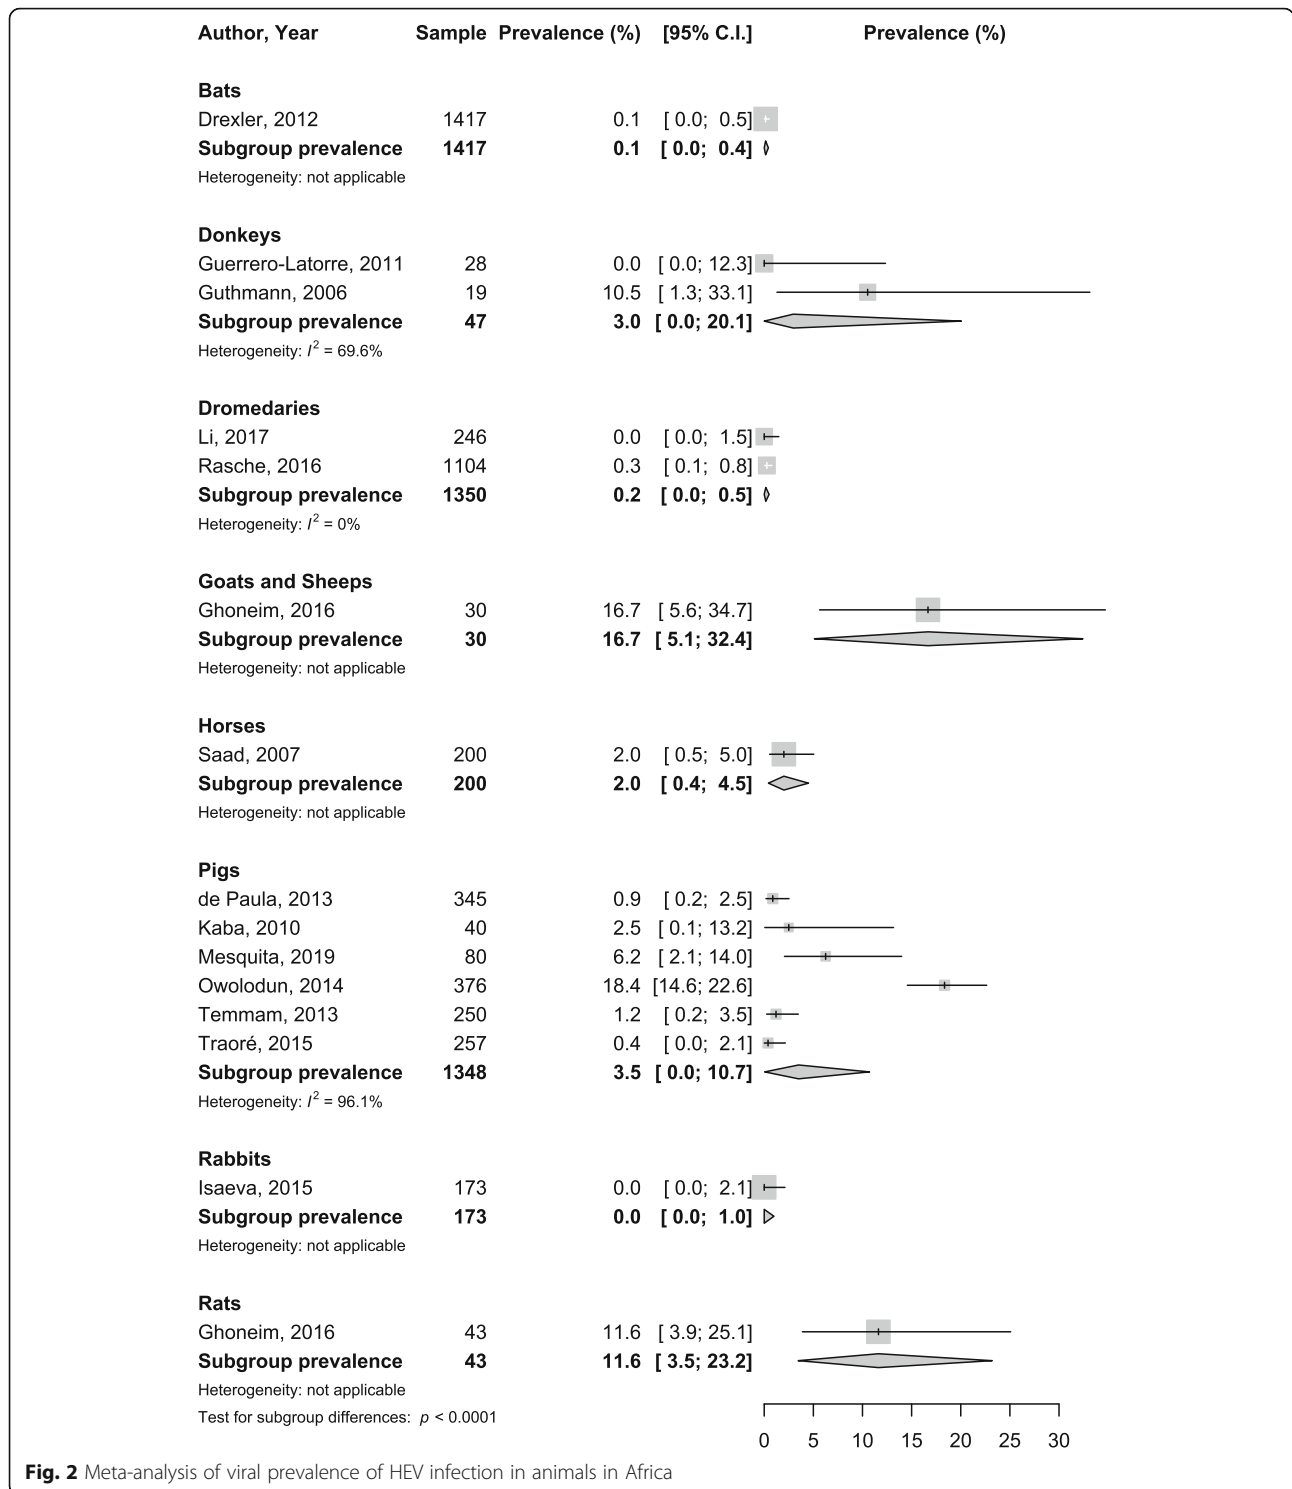 Author, Year Sample Prevalence (%) [95% C.I.] Prevalence (%)
Bats
Drexler, 2012 1417 0.1 [ 0.0; 0.5]
Subgroup prevalence 1417 0.1 [ 0.0; 0.4]
Heterogeneity: not applicable
Donkeys
Guerrero-Latorre, 2011 28 0.0 [ 0.0; 12.3]
Guthmann, 2006 19 10.5 [ 1.3; 33.1]
Subgroup prevalence 47 3.0 [ 0.0; 20.1]
Heterogeneity: I² = 69.6%
Dromedaries
Li, 2017 246 0.0 [ 0.0; 1.5]
Rasche, 2016 1104 0.3 [ 0.1; 0.8]
Subgroup prevalence 1350 0.2 [ 0.0; 0.5]
Heterogeneity: I² = 0%
Goats and Sheeps
Ghoneim, 2016 30 16.7 [ 5.6; 34.7]
Subgroup prevalence 30 16.7 [ 5.1; 32.4]
Heterogeneity: not applicable
Horses
Saad, 2007 200 2.0 [ 0.5; 5.0]
Subgroup prevalence 200 2.0 [ 0.4; 4.5]
Heterogeneity: not applicable
Pigs
de Paula, 2013 345 0.9 [ 0.2; 2.5]
Kaba, 2010 40 2.5 [ 0.1; 13.2]
Mesquita, 2019 80 6.2 [ 2.1; 14.0]
Owolodun, 2014 376 18.4 [14.6; 22.6]
Temmam, 2013 250 1.2 [ 0.2; 3.5]
Traoré, 2015 257 0.4 [ 0.0; 2.1]
Subgroup prevalence 1348 3.5 [ 0.0; 10.7]
Heterogeneity: I² = 96.1%
Rabbits
Isaeva, 2015 173 0.0 [ 0.0; 2.1]
Subgroup prevalence 173 0.0 [ 0.0; 1.0]
Heterogeneity: not applicable
Rats
Ghoneim, 2016 43 11.6 [ 3.9; 25.1]
Subgroup prevalence 43 11.6 [ 3.5; 23.2]
Heterogeneity: not applicable
Test for subgroup differences: p < 0.0001
0 5 10 15 20 25 30
Fig. 2 Meta-analysis of viral prevalence of HEV infection in animals in Africa